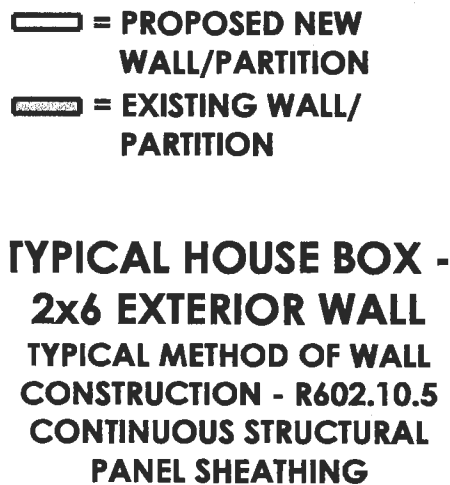 = PROPOSED NEW
WALL/PARTITION
= EXISTING WALL/
PARTITION
TYPICAL HOUSE BOX -
2x6 EXTERIOR WALL
TYPICAL METHOD OF WALL
CONSTRUCTION - R602.10.5
CONTINUOUS STRUCTURAL
PANEL SHEATHING